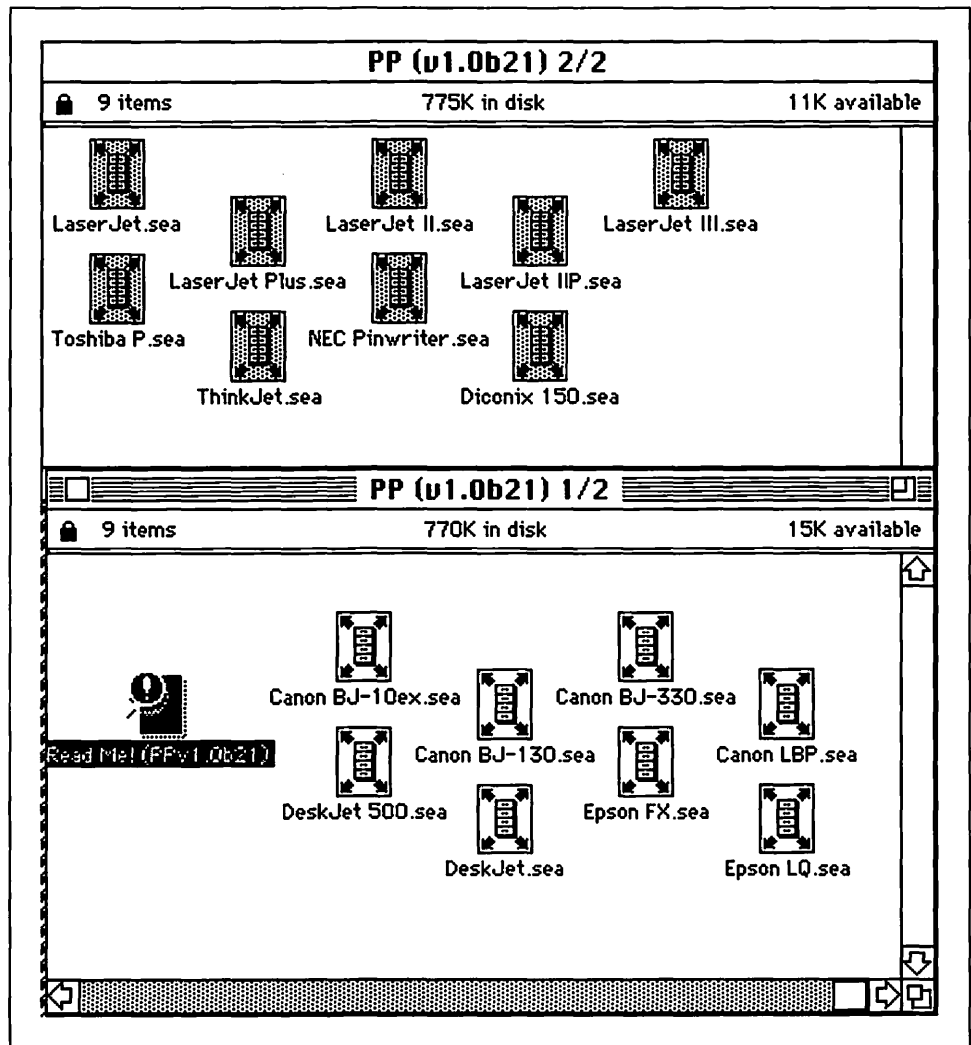 PP (v1.0b21) 2/2
9 items 775K in disk 11K available
LaserJet.sea LaserJet II.sea LaserJet III.sea
LaserJet Plus.sea LaserJet IIP.sea
Toshiba P.sea NEC Pinwriter.sea
ThinkJet.sea Diconix 150.sea
PP (v1.0b21) 1/2
9 items 770K in disk 15K available
Canon BJ-10ex.sea Canon BJ-330.sea
Read Me! (PPv1.0b21) Canon BJ-130.sea Canon LBP.sea
DeskJet 500.sea Epson FX.sea
DeskJet.sea Epson LQ.sea